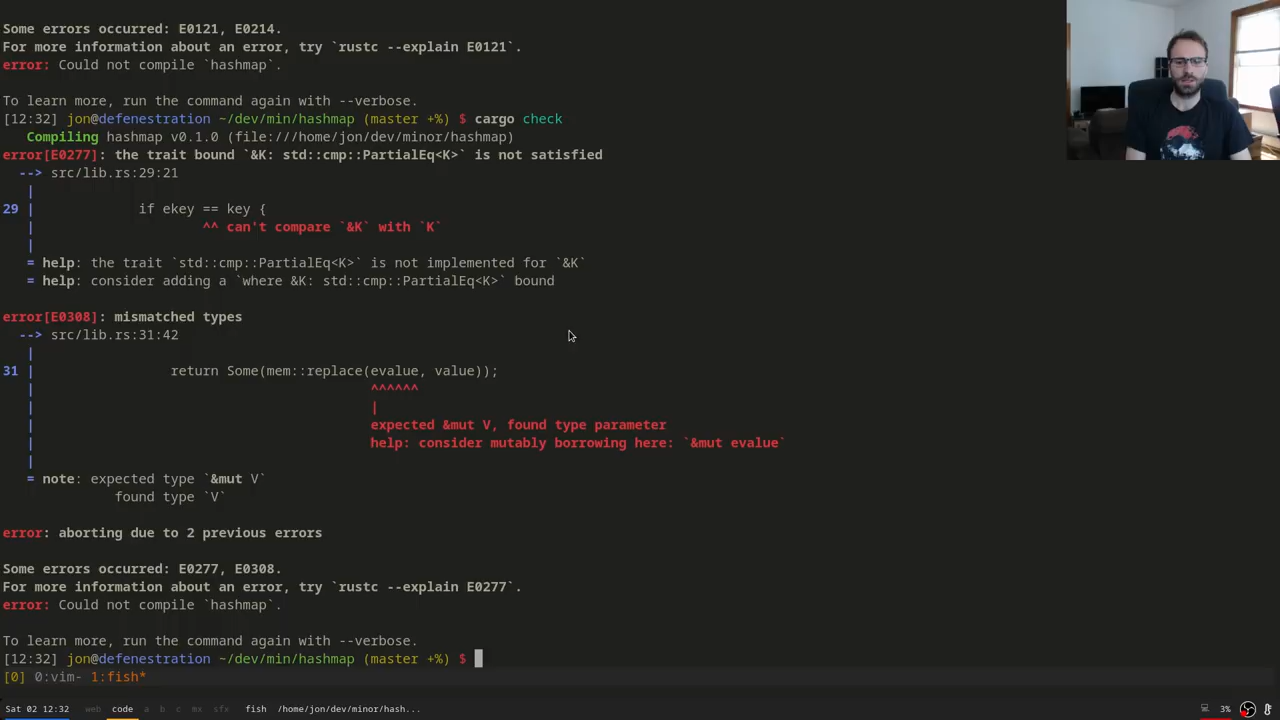 Some errors occurred: E0121, E0214.
For more information about an error, try `rustc --explain E0121`.
error: Could not compile `hashmap`.
To learn more, run the command again with --verbose.
[12:32] jon@defenestration ~/dev/min/hashmap (master +%) $ cargo check
Compiling hashmap v0.1.0 (file:///home/jon/dev/minor/hashmap)
error[E0277]: the trait bound `&K: std::cmp::PartialEq<K>` is not satisfied
--> src/lib.rs:29:21
|
29 | if ekey == key {
| ^^ can't compare `&K` with `K`
|
= help: the trait `std::cmp::PartialEq<K>` is not implemented for `&K`
= help: consider adding a `where &K: std::cmp::PartialEq<K>` bound
error[E0308]: mismatched types
--> src/lib.rs:31:42
|
31 | return Some(mem::replace(evalue, value));
| ^^^^^^
| |
| expected &mut V, found type parameter
| help: consider mutably borrowing here: `&mut evalue`
|
= note: expected type `&mut V`
found type `V`
error: aborting due to 2 previous errors
Some errors occurred: E0277, E0308.
For more information about an error, try `rustc --explain E0277`.
error: Could not compile `hashmap`.
To learn more, run the command again with --verbose.
[12:32] jon@defenestration ~/dev/min/hashmap (master +%) $
[0] 0:vim- 1:fish*
Sat 02 12:32 web code a b c mx sfx fish /home/jon/dev/minor/hash... 3%